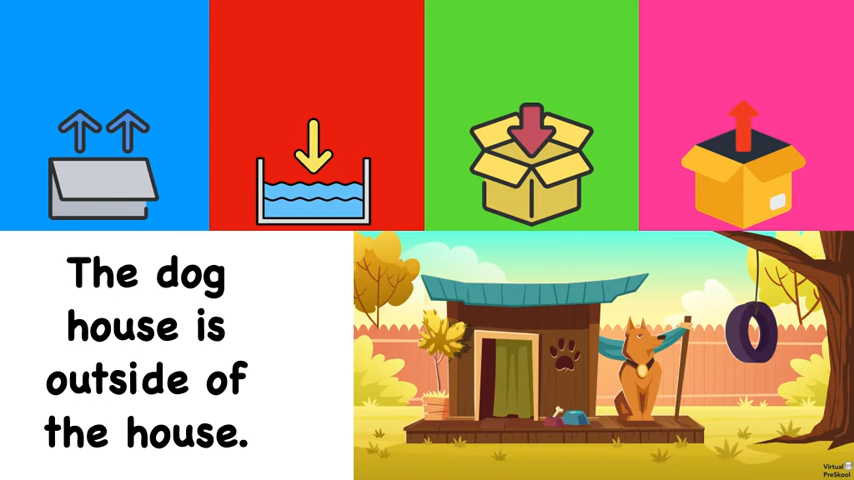 The dog
house is
outside of
the house.
Virtual
PreSkool